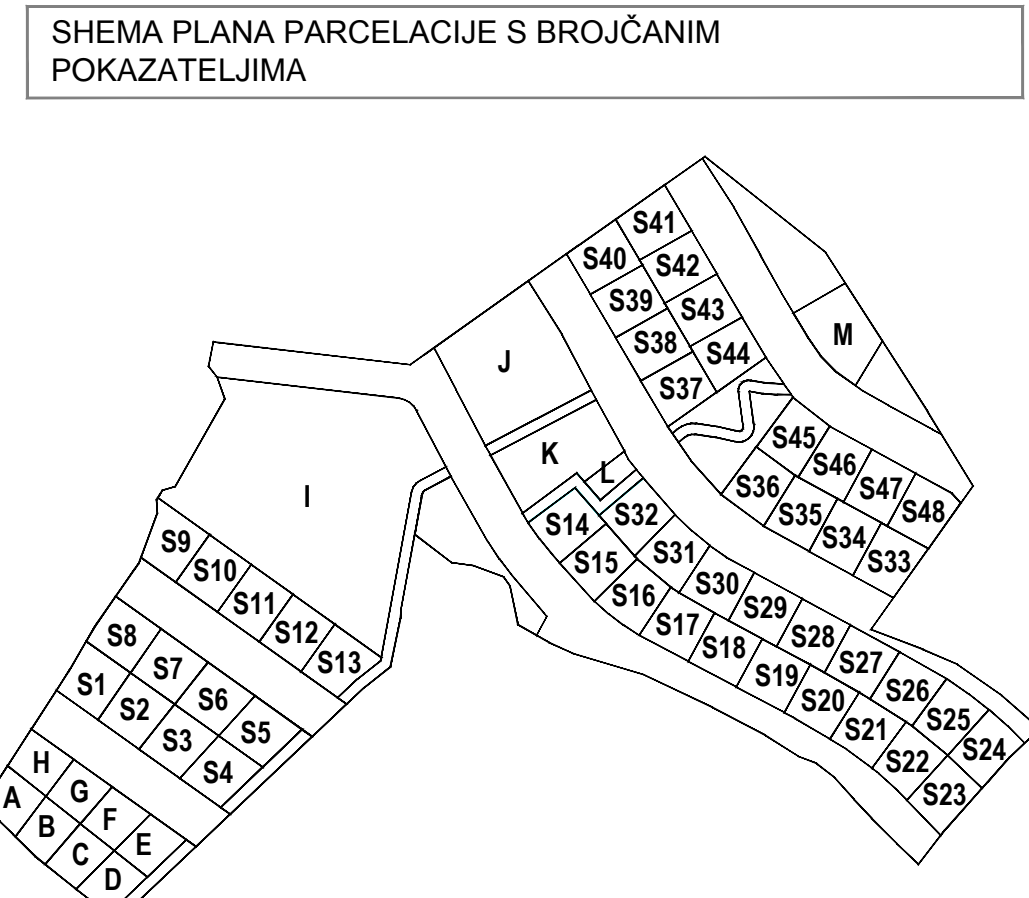 SHEMA PLANA PARCELACIJE S BROJČANIM
POKAZATELJIMA
S41
S40
S42
S39
S43
S38
S44
M
J
S37
S45
K
S46
L
S36
S47
I
S14
S32
S35
S48
S9
S34
S15
S31
S33
S10
S16
S30
S11
S17
S29
S12
S18
S28
S13
S8
S7
S19
S27
S1
S6
S20
S26
S2
S5
S21
S25
S3
S22
S24
S4
S23
H
G
A
F
B
E
C
D